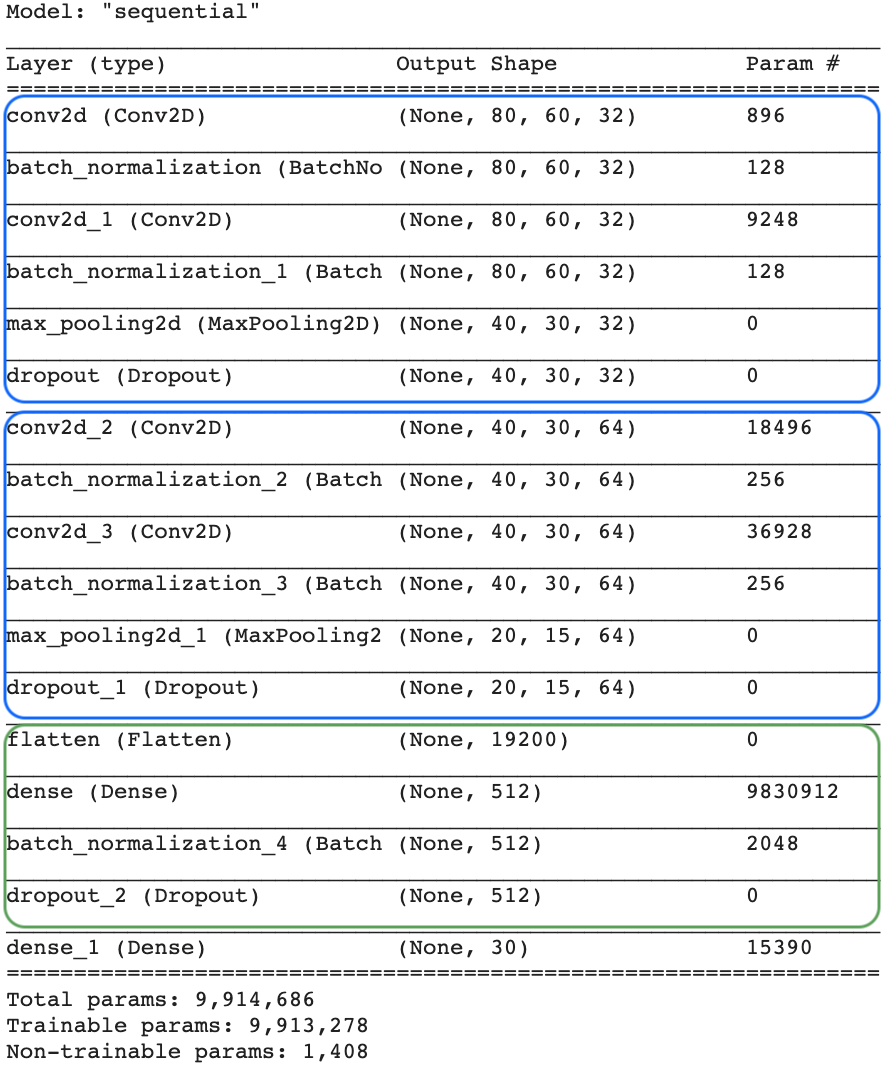 Model: "sequential"
Layer (type) Output Shape Param #
conv2d (Conv2D) (None, 80, 60, 32) 896
batch_normalization (BatchNo (None, 80, 60, 32) 128
conv2d_1 (Conv2D) (None, 80, 60, 32) 9248
batch_normalization_1 (Batch (None, 80, 60, 32) 128
max_pooling2d (MaxPooling2D) (None, 40, 30, 32) 0
dropout (Dropout) (None, 40, 30, 32) 0
conv2d_2 (Conv2D) (None, 40, 30, 64) 18496
batch_normalization_2 (Batch (None, 40, 30, 64) 256
conv2d_3 (Conv2D) (None, 40, 30, 64) 36928
batch_normalization_3 (Batch (None, 40, 30, 64) 256
max_pooling2d_1 (MaxPooling2 (None, 20, 15, 64) 0
dropout_1 (Dropout) (None, 20, 15, 64) 0
flatten (Flatten) (None, 19200) 0
dense (Dense) (None, 512) 9830912
batch_normalization_4 (Batch (None, 512) 2048
dropout_2 (Dropout) (None, 512) 0
dense_1 (Dense) (None, 30) 15390
Total params: 9,914,686
Trainable params: 9,913,278
Non-trainable params: 1,408